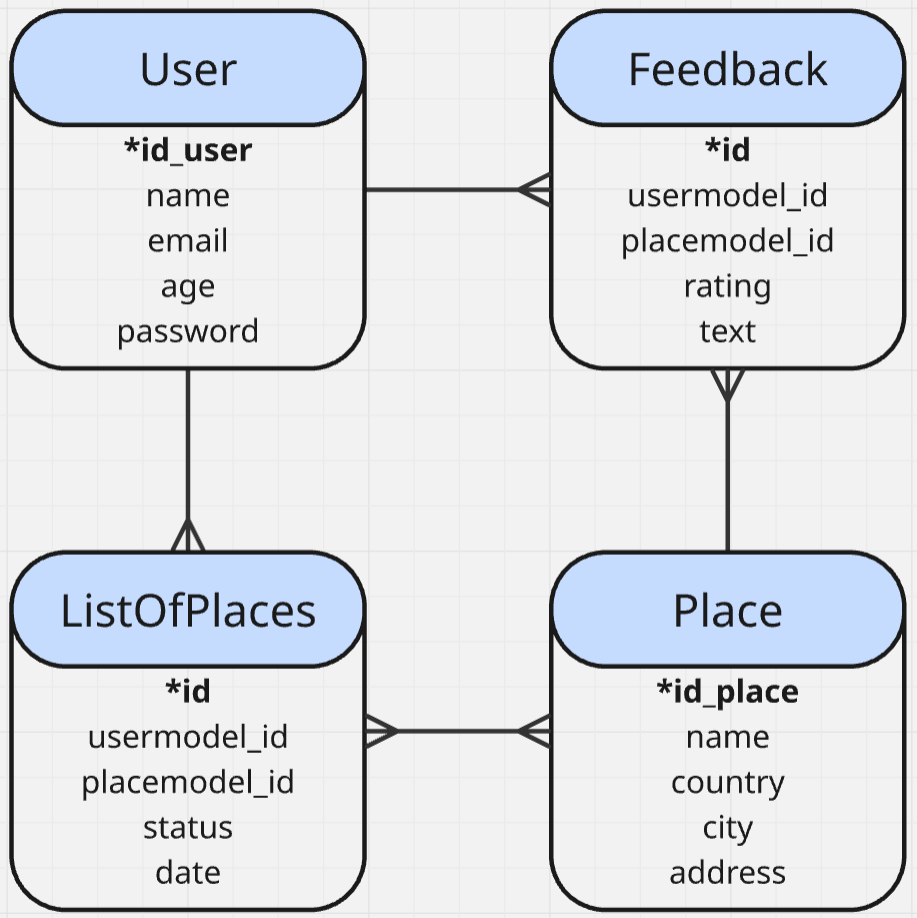 User
*id_user
name
email
age
password
Feedback
*id
usermodel_id
placemodel_id
rating
text
ListOfPlaces
*id
usermodel_id
placemodel_id
status
date
Place
*id_place
name
country
city
address